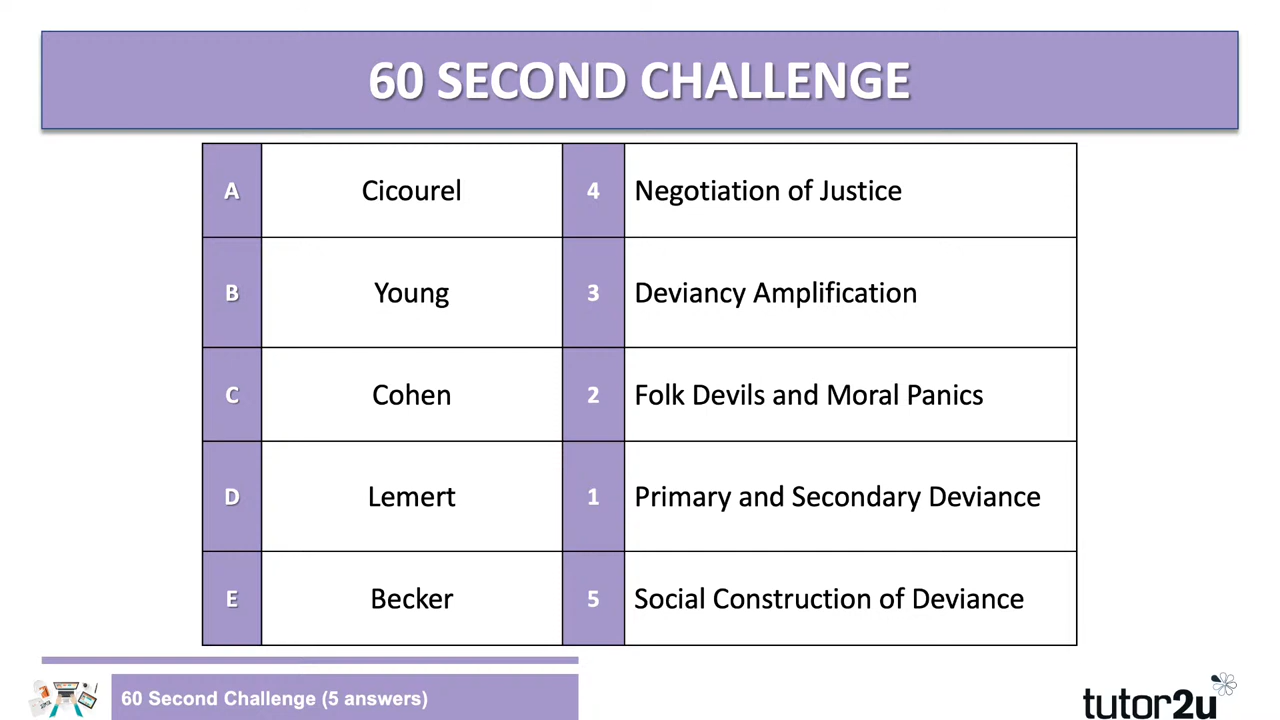 60 SECOND CHALLENGE
A Cicourel 4 Negotiation of Justice
B Young 3 Deviancy Amplification
C Cohen 2 Folk Devils and Moral Panics
D Lemert 1 Primary and Secondary Deviance
E Becker 5 Social Construction of Deviance
60 Second Challenge (5 answers)
tutor2u